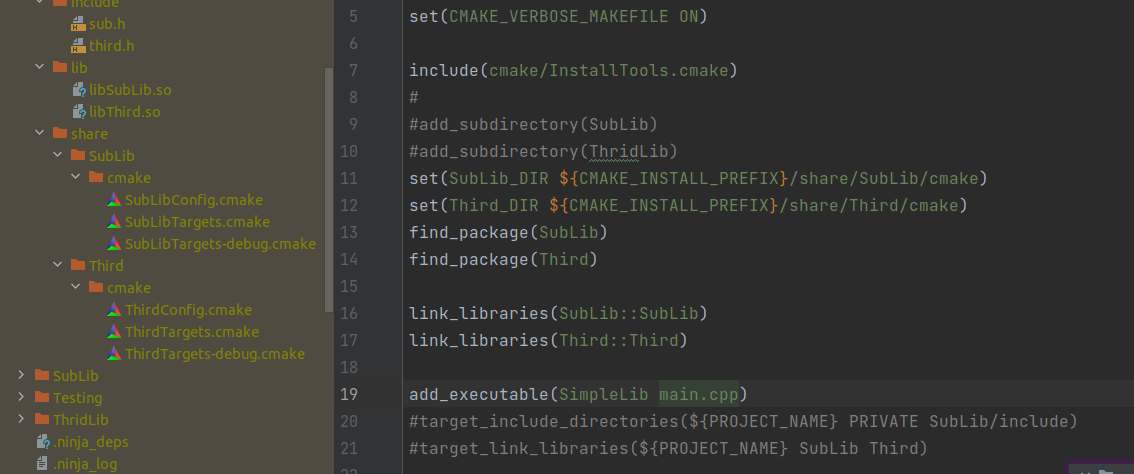 include
sub.h
third.h
lib
libSubLib.so
libThird.so
share
SubLib
cmake
SubLibConfig.cmake
SubLibTargets.cmake
SubLibTargets-debug.cmake
Third
cmake
ThirdConfig.cmake
ThirdTargets.cmake
ThirdTargets-debug.cmake
SubLib
Testing
ThridLib
.ninja_deps
.ninja_log
5 set(CMAKE_VERBOSE_MAKEFILE ON)
6
7 include(cmake/InstallTools.cmake)
8 #
9 #add_subdirectory(SubLib)
10 #add_subdirectory(ThridLib)
11 set(SubLib_DIR ${CMAKE_INSTALL_PREFIX}/share/SubLib/cmake)
12 set(Third_DIR ${CMAKE_INSTALL_PREFIX}/share/Third/cmake)
13 find_package(SubLib)
14 find_package(Third)
15
16 link_libraries(SubLib::SubLib)
17 link_libraries(Third::Third)
18
19 add_executable(SimpleLib main.cpp)
20 #target_include_directories(${PROJECT_NAME} PRIVATE SubLib/include)
21 #target_link_libraries(${PROJECT_NAME} SubLib Third)